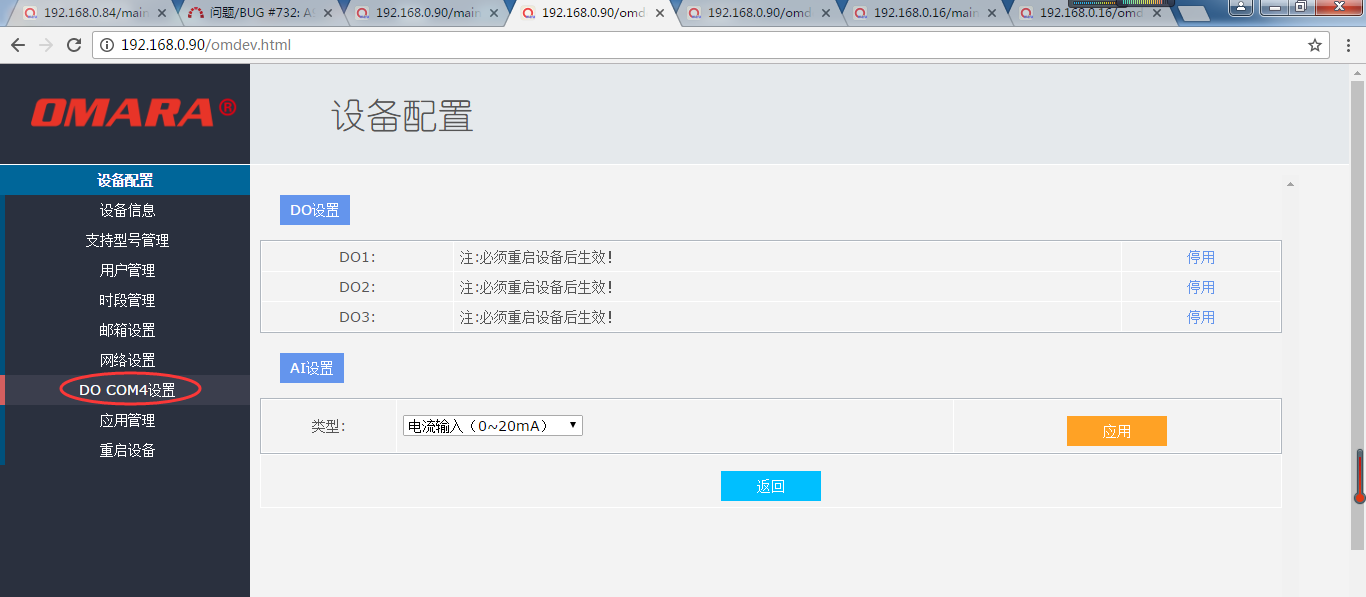 192.168.0.84/main
问题/BUG #732: AS
192.168.0.90/main
192.168.0.90/omd
192.168.0.90/omd
192.168.0.16/main
192.168.0.16/omd
192.168.0.90/omdev.html
OMARA®
设备配置
设备配置
设备信息
支持型号管理
用户管理
时段管理
邮箱设置
网络设置
DO COM4设置
应用管理
重启设备
DO设置
DO1: 注:必须重启设备后生效! 停用
DO2: 注:必须重启设备后生效! 停用
DO3: 注:必须重启设备后生效! 停用
AI设置
类型: 电流输入（0~20mA） 应用
返回